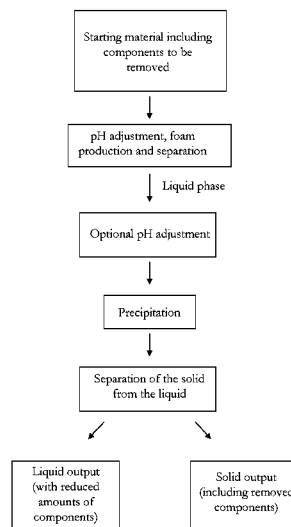 Starting material including
components to be
removed
pH adjustment, foam
production and separation
Liquid phase
Optional pH adjustment
Precipitation
Separation of the solid
from the liquid
Liquid output
(with reduced
amounts of
components)
Solid output
(including removed
components)